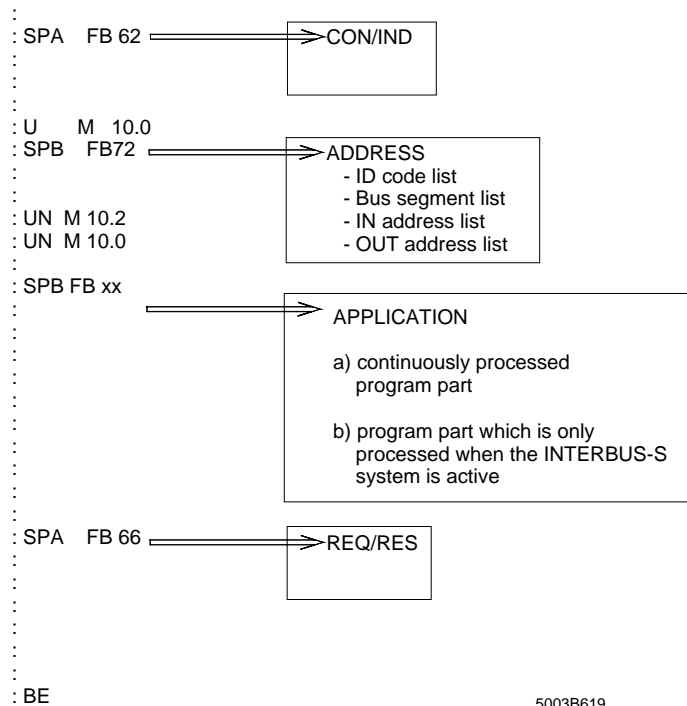 :
: SPA FB 62 CON/IND
:
:
:
: U M 10.0
: SPB FB72 ADDRESS
: - ID code list
: - Bus segment list
: UN M 10.2 - IN address list
: UN M 10.0 - OUT address list
:
: SPB FB xx
:
: APPLICATION
:
: a) continuously processed
: program part
:
: b) program part which is only
: processed when the INTERBUS-S
: system is active
:
:
:
: SPA FB 66 REQ/RES
:
:
:
:
:
:
: BE
5003B619